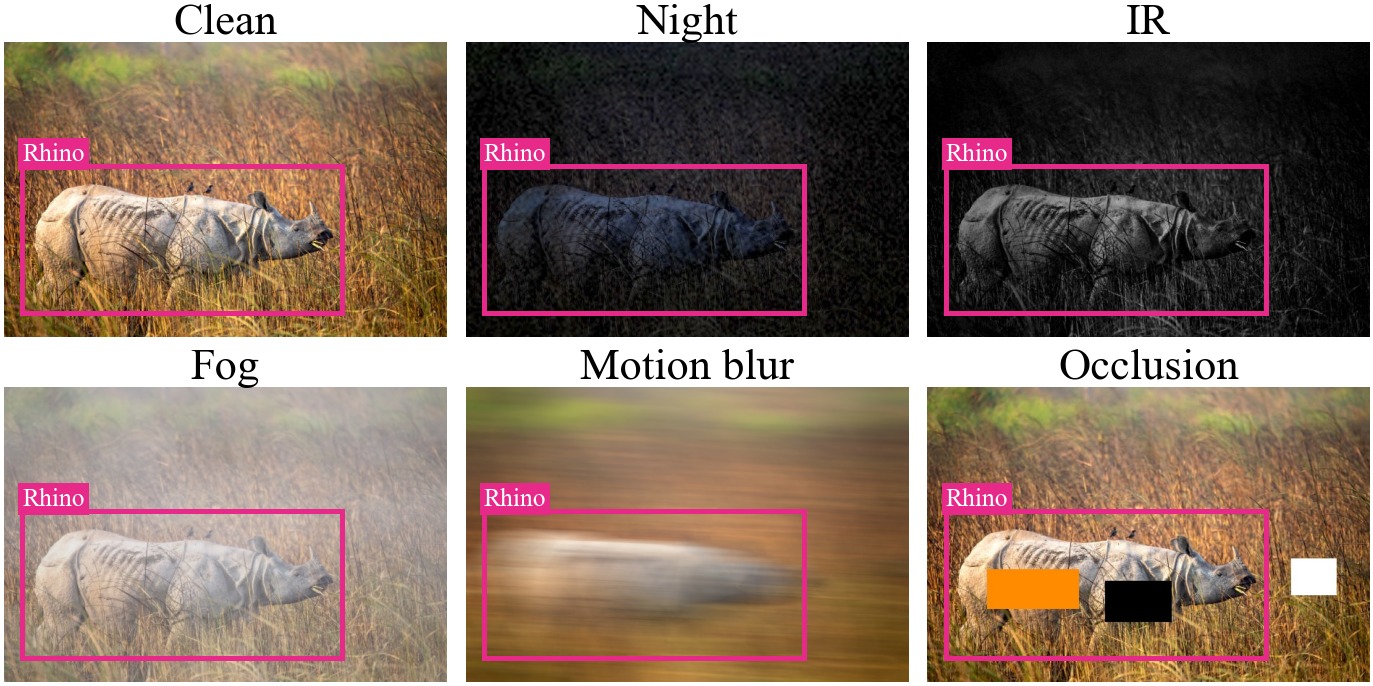 Clean
Night
IR
Rhino
Rhino
Rhino
Fog
Motion blur
Occlusion
Rhino
Rhino
Rhino